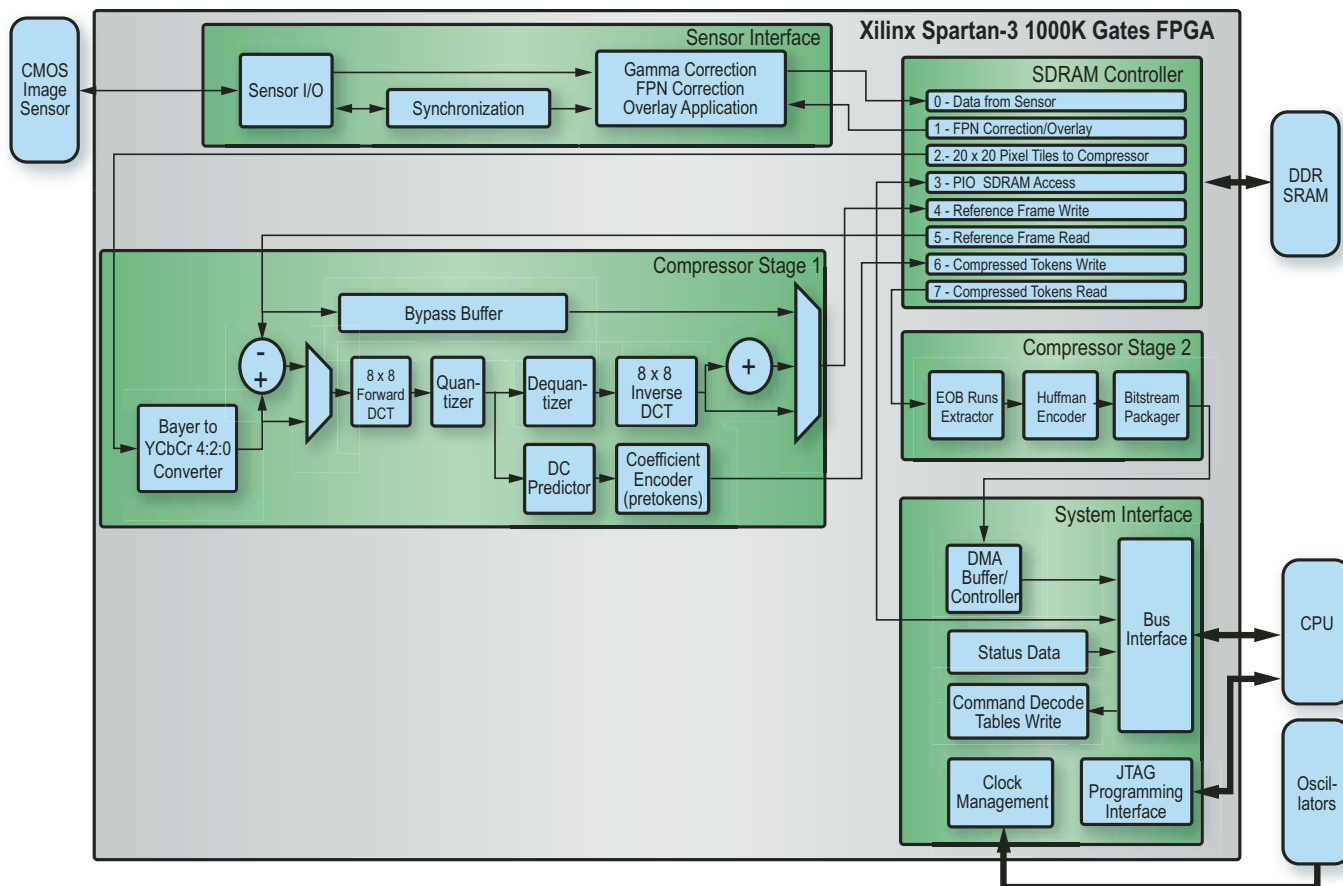 Xilinx Spartan-3 1000K Gates FPGA
CMOS
Image
Sensor
Sensor Interface
Sensor I/O
Synchronization
Gamma Correction
FPN Correction
Overlay Application
SDRAM Controller
0 - Data from Sensor
1 - FPN Correction/Overlay
2.- 20 x 20 Pixel Tiles to Compressor
3 - PIO SDRAM Access
4 - Reference Frame Write
5 - Reference Frame Read
6 - Compressed Tokens Write
7 - Compressed Tokens Read
DDR
SRAM
Compressor Stage 1
Bypass Buffer
-
+
8 x 8
Forward
DCT
Quan-
tizer
Dequan-
tizer
8 x 8
Inverse
DCT
+
Bayer to
YCbCr 4:2:0
Converter
DC
Predictor
Coefficient
Encoder
(pretokens)
Compressor Stage 2
EOB Runs
Extractor
Huffman
Encoder
Bitstream
Packager
System Interface
DMA
Buffer/
Controller
Bus
Interface
Status Data
Command Decode
Tables Write
Clock
Management
JTAG
Programming
Interface
CPU
Oscil-
lators